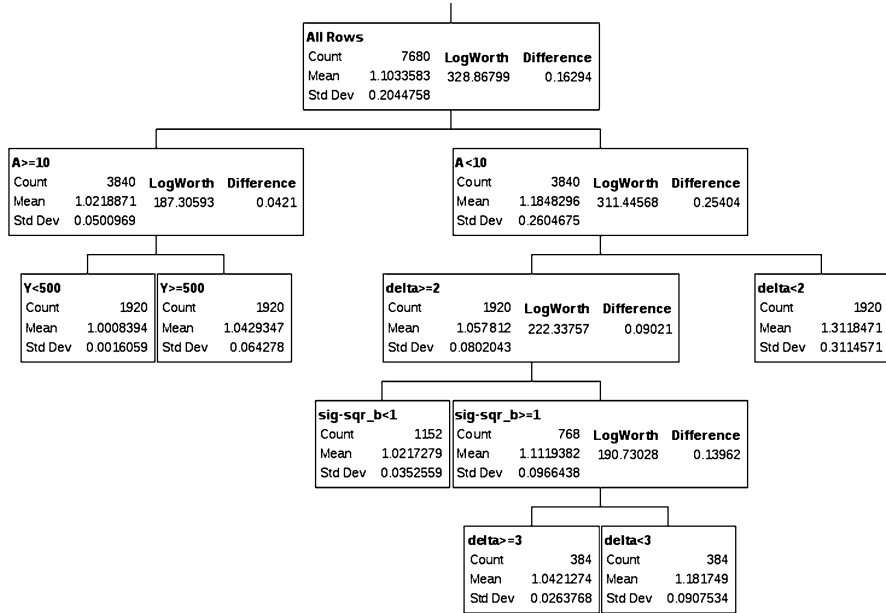 All Rows
Count 7680 LogWorth Difference
Mean 1.1033583 328.86799 0.16294
Std Dev 0.2044758
A>=10
Count 3840 LogWorth Difference
Mean 1.0218871 187.30593 0.0421
Std Dev 0.0500969
A<10
Count 3840 LogWorth Difference
Mean 1.1848296 311.44568 0.25404
Std Dev 0.2604675
Y<500
Count 1920
Mean 1.0008394
Std Dev 0.0016059
Y>=500
Count 1920
Mean 1.0429347
Std Dev 0.064278
delta>=2
Count 1920 LogWorth Difference
Mean 1.057812 222.33757 0.09021
Std Dev 0.0802043
delta<2
Count 1920
Mean 1.3118471
Std Dev 0.3114571
sig-sqr_b<1
Count 1152
Mean 1.0217279
Std Dev 0.0352559
sig-sqr_b>=1
Count 768 LogWorth Difference
Mean 1.1119382 190.73028 0.13962
Std Dev 0.0966438
delta>=3
Count 384
Mean 1.0421274
Std Dev 0.0263768
delta<3
Count 384
Mean 1.181749
Std Dev 0.0907534